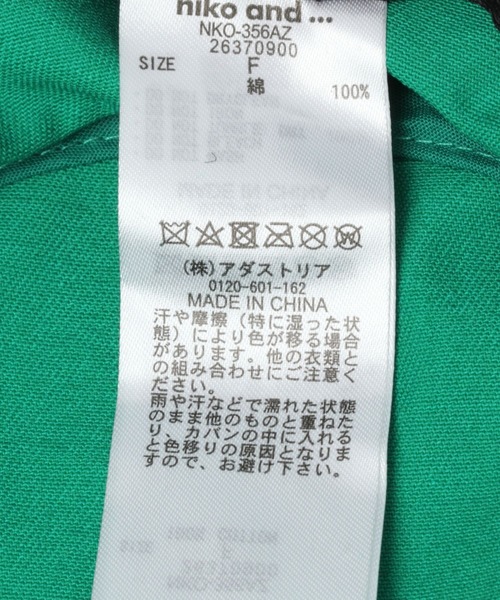 niko and ...
NKO-356AZ
26370900
SIZE F
綿 100%
(株)アダストリア
0120-601-162
MADE IN CHINA
汗や摩擦(特に湿った状
態)により色が移る場合
があります。他の衣類と
の組み合わせにご注意く
ださい。
雨や汗などで濡れた状態
のまま他のものと重ねた
り、カバンの中に入れるま
と、色移りの原因となりま
すので、お避け下さい。